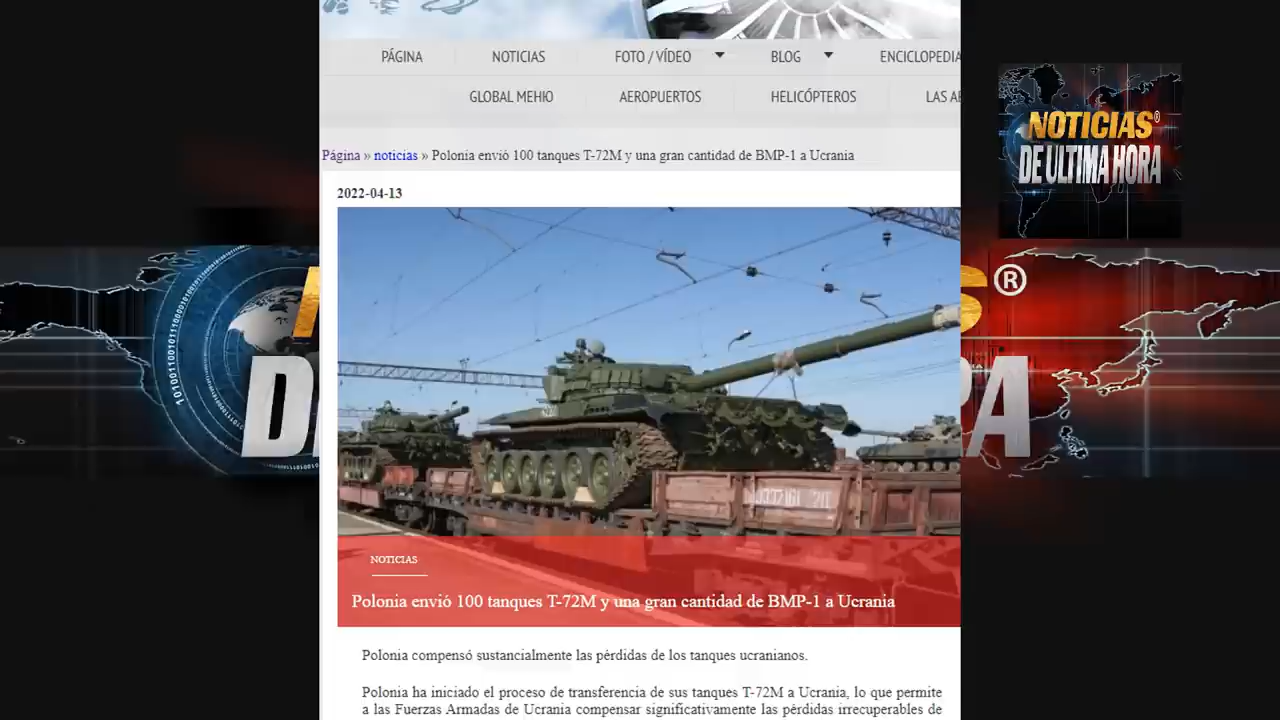 PÁGINA
NOTICIAS
FOTO / VÍDEO
BLOG
ENCICLOPEDIA
GLOBAL МЕНЮ
AEROPUERTOS
HELICÓPTEROS
LAS
NOTICIAS®
DE ULTIMA HORA
Página » noticias » Polonia envió 100 tanques T-72M y una gran cantidad de BMP-1 a Ucrania
2022-04-13
NOTICIAS
Polonia envió 100 tanques T-72M y una gran cantidad de BMP-1 a Ucrania
Polonia compensó sustancialmente las pérdidas de los tanques ucranianos.
Polonia ha iniciado el proceso de transferencia de sus tanques T-72M a Ucrania, lo que permite
a las Fuerzas Armadas de Ucrania compensar significativamente las pérdidas irrecuperables de